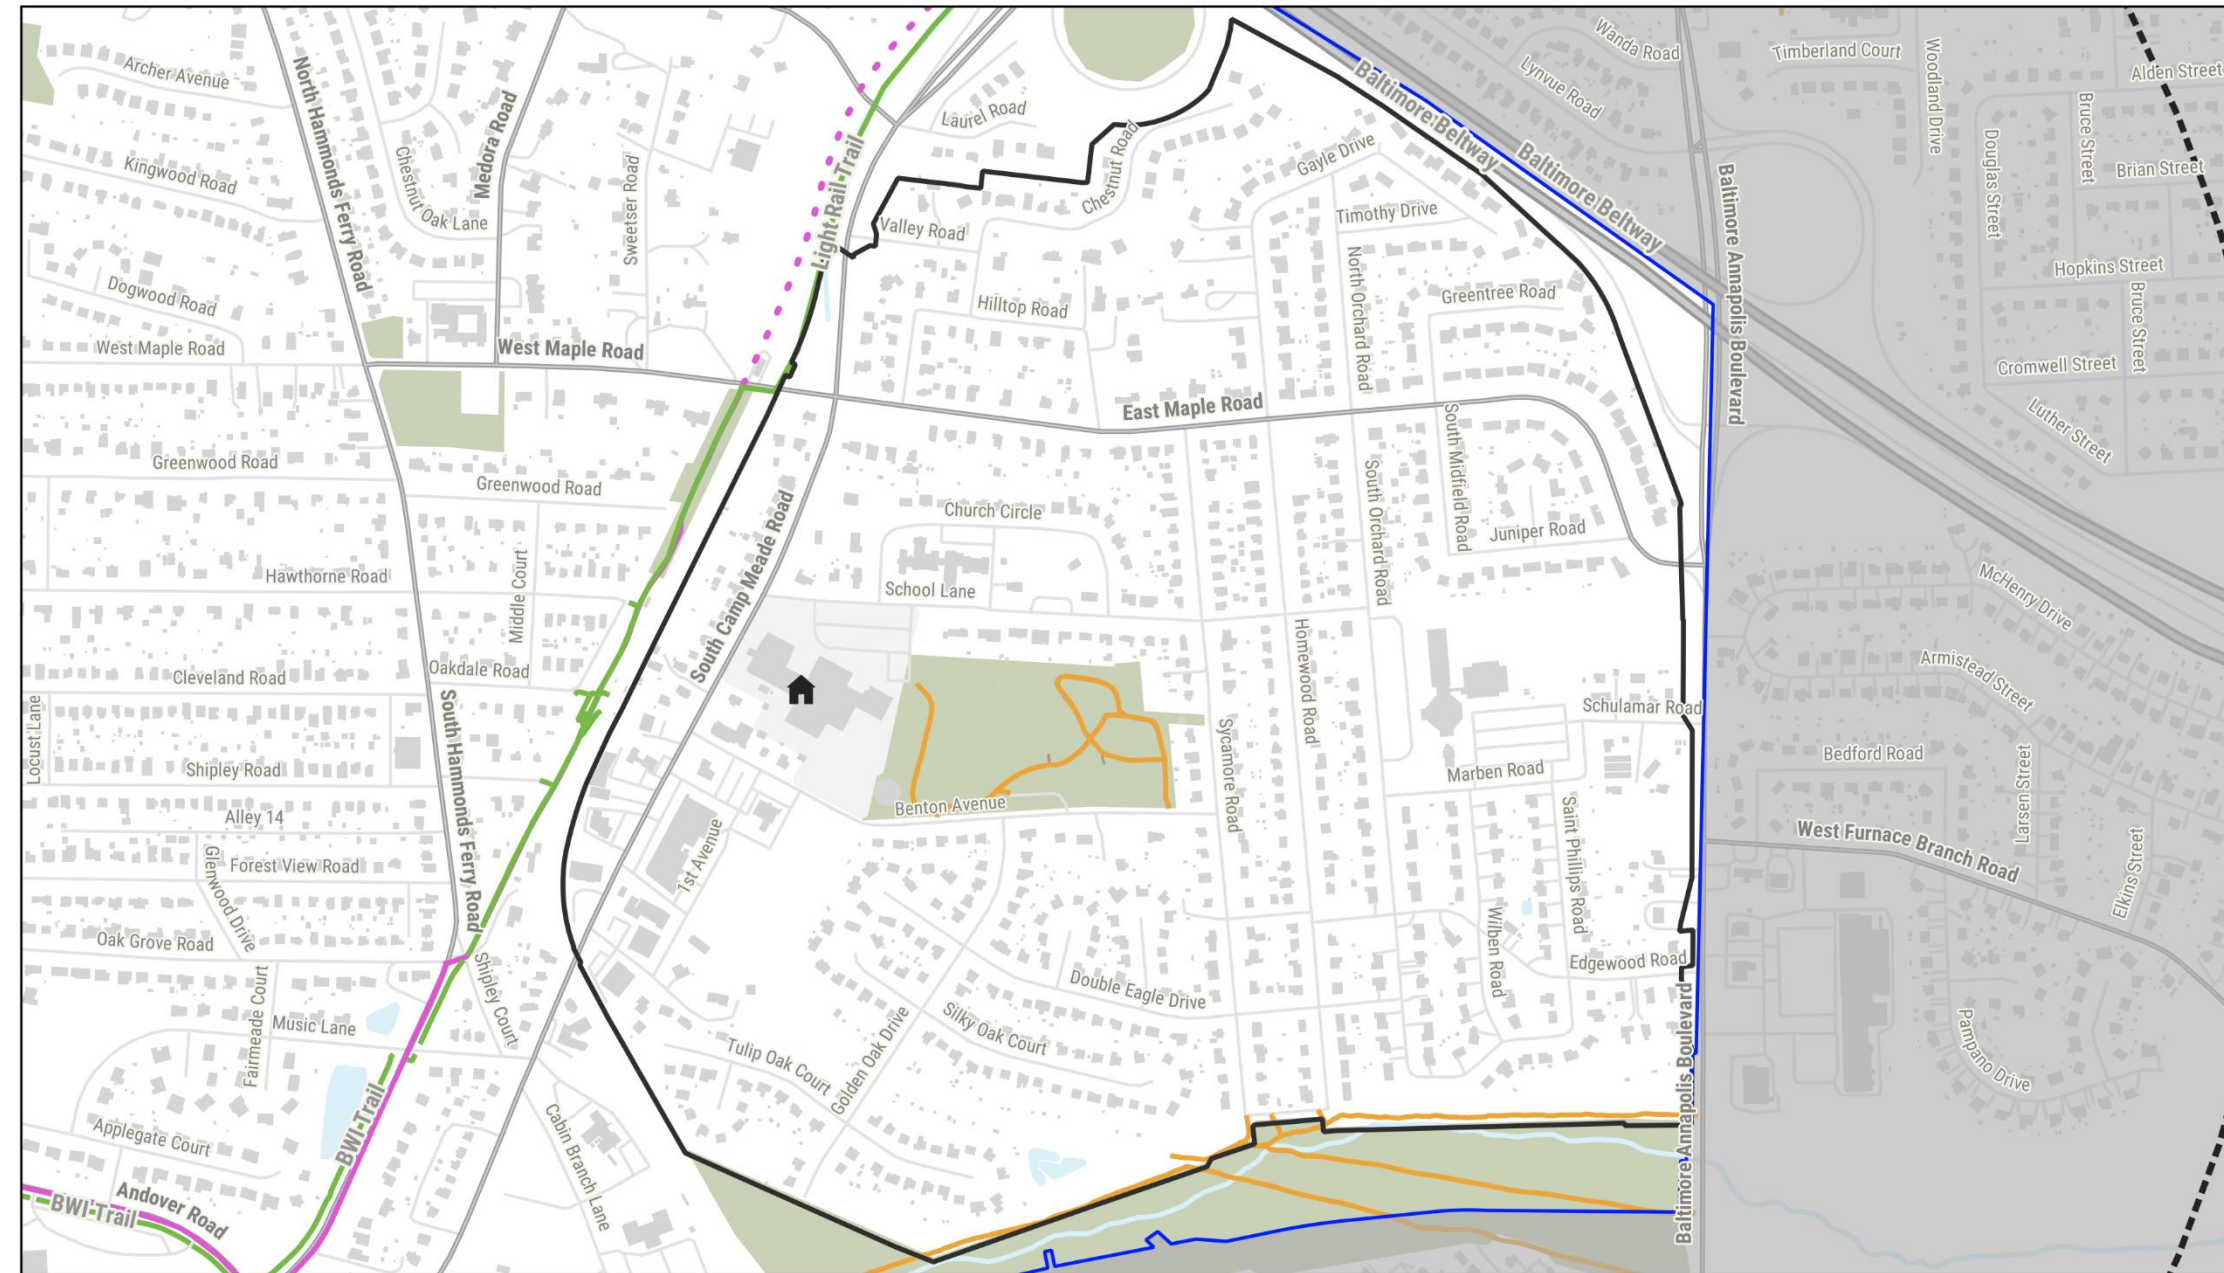 Archer Avenue
North Hammonds Ferry Road
Chestnut Oak Lane
Medora Road
Kingwood Road
Sweetser Road
Laurel Road
Light Rail Trail
Chestnut Road
Valley Road
Gayle Drive
Timothy Drive
Baltimore Beltway
Baltimore Beltway
Lynvue Road
Wanda Road
Timberland Court
Woodland Drive
Alden Street
Bruce Street
Douglas Street
Brian Street
Hopkins Street
Bruce Street
Cromwell Street
Luther Street
Baltimore Annapolis Boulevard
Dogwood Road
West Maple Road
West Maple Road
Hilltop Road
North Orchard Road
Greentree Road
East Maple Road
Greenwood Road
Greenwood Road
South Camp Meade Road
Church Circle
South Orchard Road
South Midfield Road
Juniper Road
Hawthorne Road
Middle Court
School Lane
McHenry Drive
Armistead Street
Cleveland Road
Oakdale Road
Homewood Road
Schulamar Road
Locust Lane
South Hammonds Ferry Road
Shipley Road
Sycamore Road
Marben Road
Bedford Road
Larsen Street
Alley 14
Benton Avenue
Saint Phillips Road
West Furnace Branch Road
Forest View Road
Glenwood Drive
1st Avenue
Elkins Street
Oak Grove Road
Shipley Court
Wilben Road
Edgewood Road
Fairmeade Court
Music Lane
Double Eagle Drive
Silky Oak Court
Golden Oak Drive
Tulip Oak Court
Pampano Drive
Baltimore Annapolis Boulevard
Applegate Court
BWI Trail
Cabin Branch Lane
Andover Road
BWI Trail